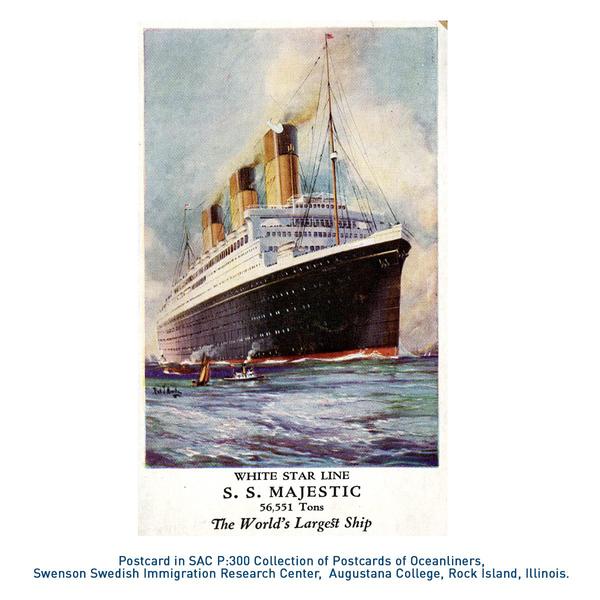 WHITE STAR LINE
S. S. MAJESTIC
56,551 Tons
The World's Largest Ship
Postcard in SAC P:300 Collection of Postcards of Oceanliners,
Swenson Swedish Immigration Research Center, Augustana College, Rock Island, Illinois.